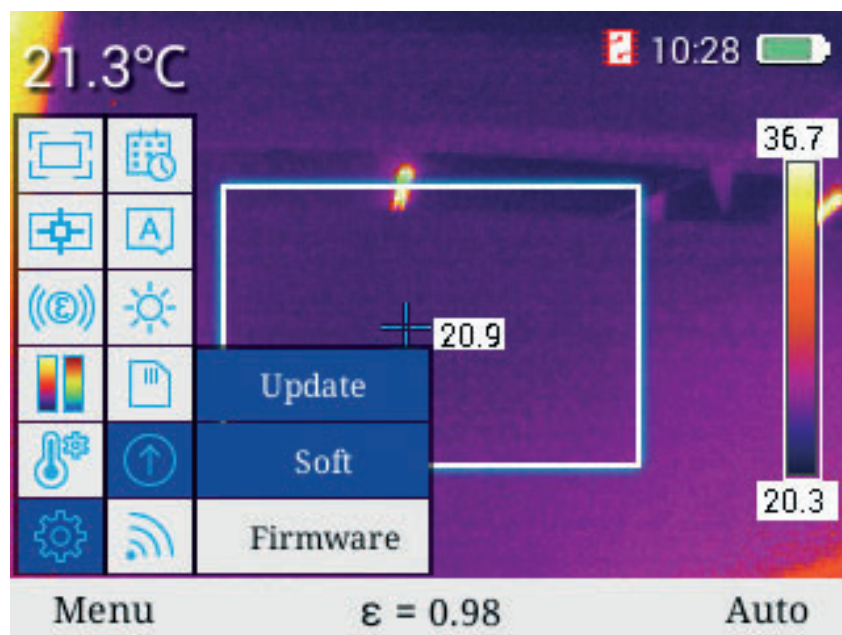 21.3°C
10:28
36.7
A
((ε))
20.9
Update
Soft
Firmware
20.3
Menu
ε = 0.98
Auto